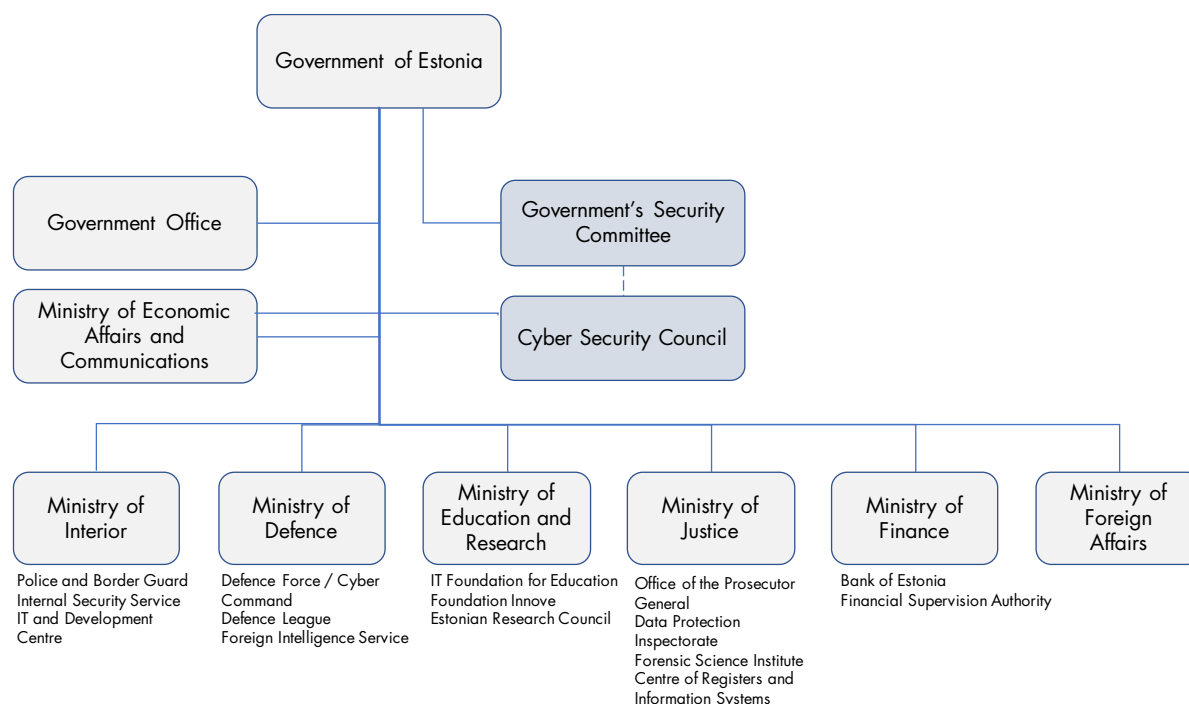 Government of Estonia
Government Office
Government's Security
Committee
Ministry of Economic
Affairs and
Communications
Cyber Security Council
Ministry of
Interior
Ministry of
Defence
Ministry of
Education and
Research
Ministry of
Justice
Ministry of
Finance
Ministry of
Foreign
Affairs
Police and Border Guard
Internal Security Service
IT and Development
Centre
Defence Force / Cyber
Command
Defence League
Foreign Intelligence Service
IT Foundation for Education
Foundation Innove
Estonian Research Council
Office of the Prosecutor
General
Data Protection
Inspectorate
Forensic Science Institute
Centre of Registers and
Information Systems
Bank of Estonia
Financial Supervision Authority